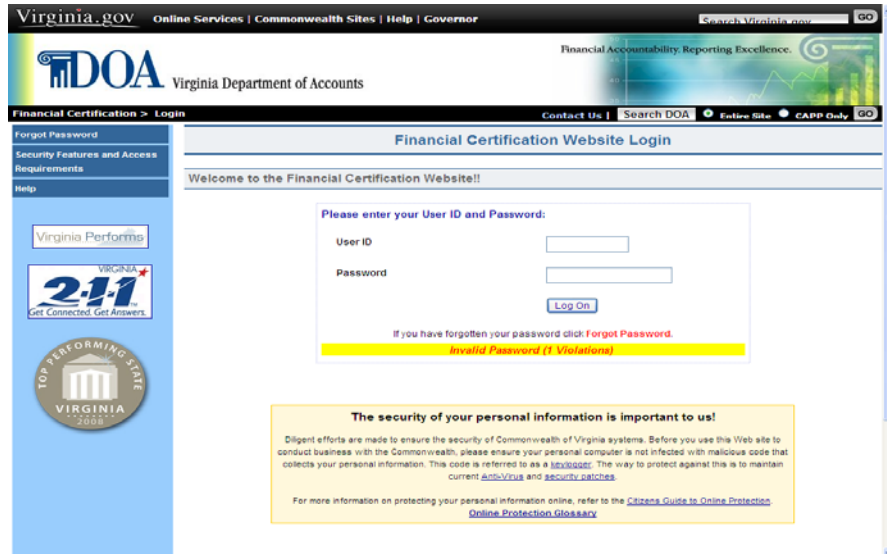 Virginia.gov Online Services | Commonwealth Sites | Help | Governor
Search Virginia.gov GO
Financial Accountability. Reporting Excellence.
DOA Virginia Department of Accounts
Financial Certification > Login
Contact Us | Search DOA Entire Site CAPP Only GO
Forgot Password
Security Features and Access
Requirements
Help
Virginia Performs
VIRGINIA
2-1-1
Get Connected. Get Answers.
TOP PERFORMING STATE
VIRGINIA
2008
Financial Certification Website Login
Welcome to the Financial Certification Website!!
Please enter your User ID and Password:
User ID
Password
Log On
If you have forgotten your password click Forgot Password.
Invalid Password (1 Violations)
The security of your personal information is important to us!
Diligent efforts are made to ensure the security of Commonwealth of Virginia systems. Before you use this Web site to
conduct business with the Commonwealth, please ensure your personal computer is not infected with malicious code that
collects your personal information. This code is referred to as a keylogger. The way to protect against this is to maintain
current Anti-Virus and security patches.
For more information on protecting your personal information online, refer to the Citizens Guide to Online Protection.
Online Protection Glossary